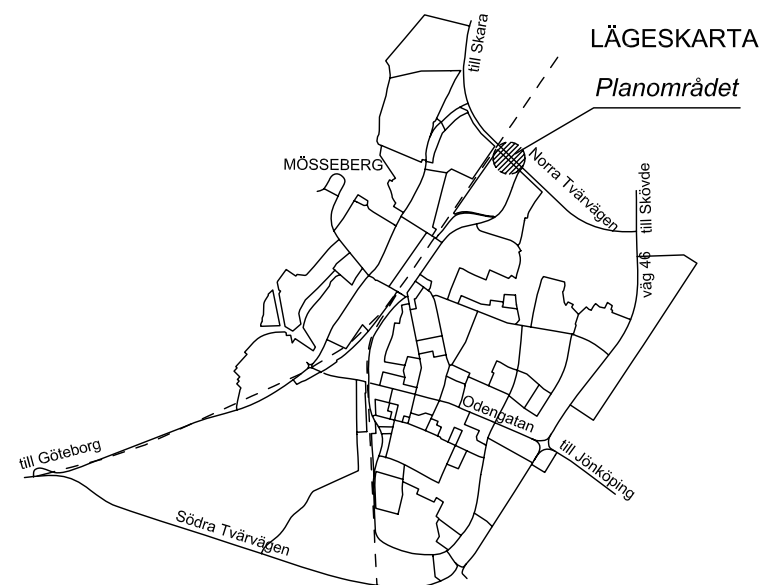 till Skara
LÄGESKARTA
Planområdet
MÖSSEBERG
Norra Tvärvägen
till Skövde
väg 46
Odengatan
till Göteborg
till Jönköping
Södra Tvärvägen